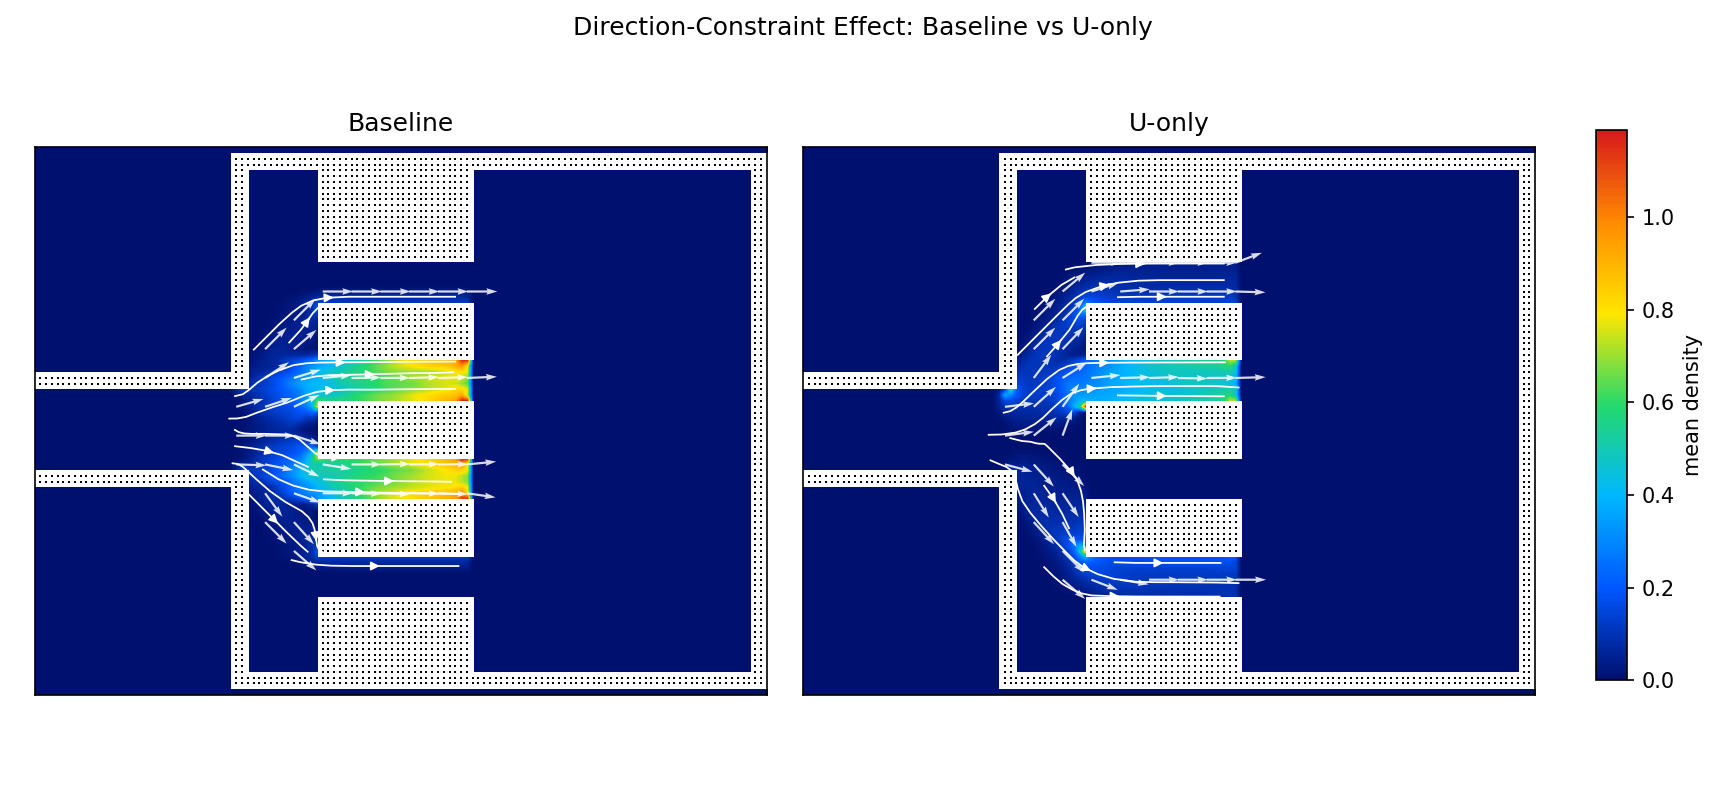 Direction-Constraint Effect: Baseline vs U-only
Baseline
U-only
1.0
0.8
0.6
0.4
0.2
0.0
mean density